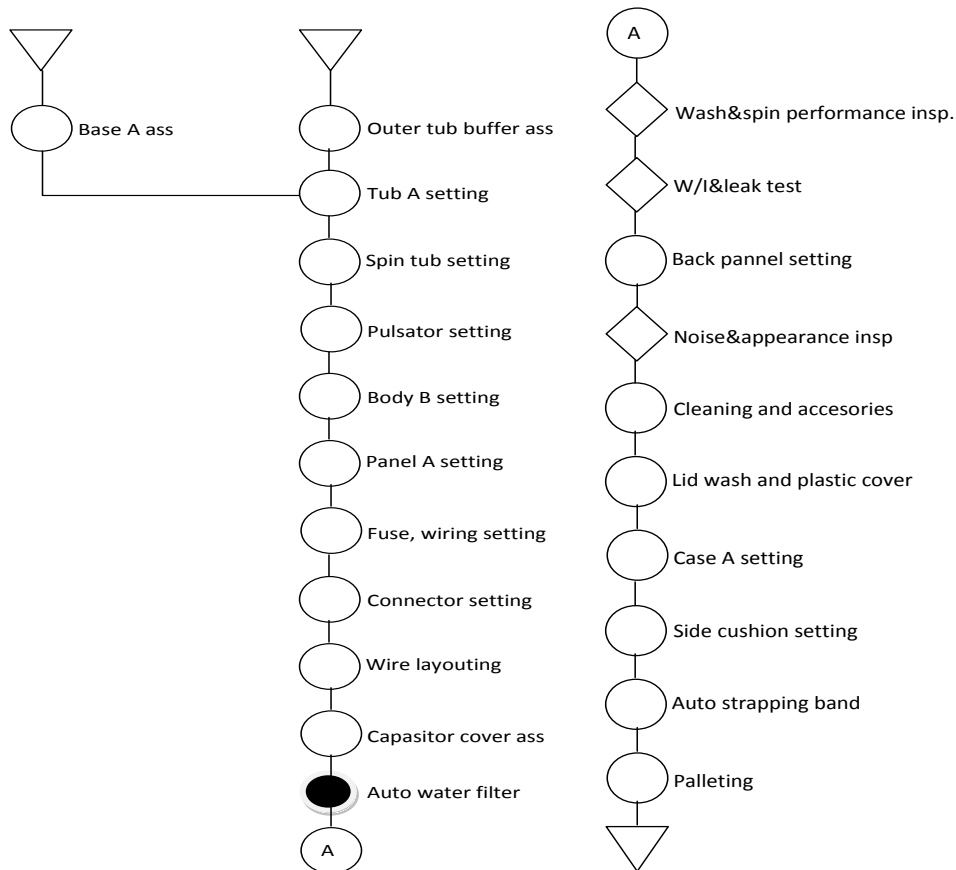 Base A ass
Outer tub buffer ass
Tub A setting
Spin tub setting
Pulsator setting
Body B setting
Panel A setting
Fuse, wiring setting
Connector setting
Wire layouting
Capasitor cover ass
Auto water filter
A
A
Wash&spin performance insp.
W/I&leak test
Back pannel setting
Noise&appearance insp
Cleaning and accesories
Lid wash and plastic cover
Case A setting
Side cushion setting
Auto strapping band
Palleting